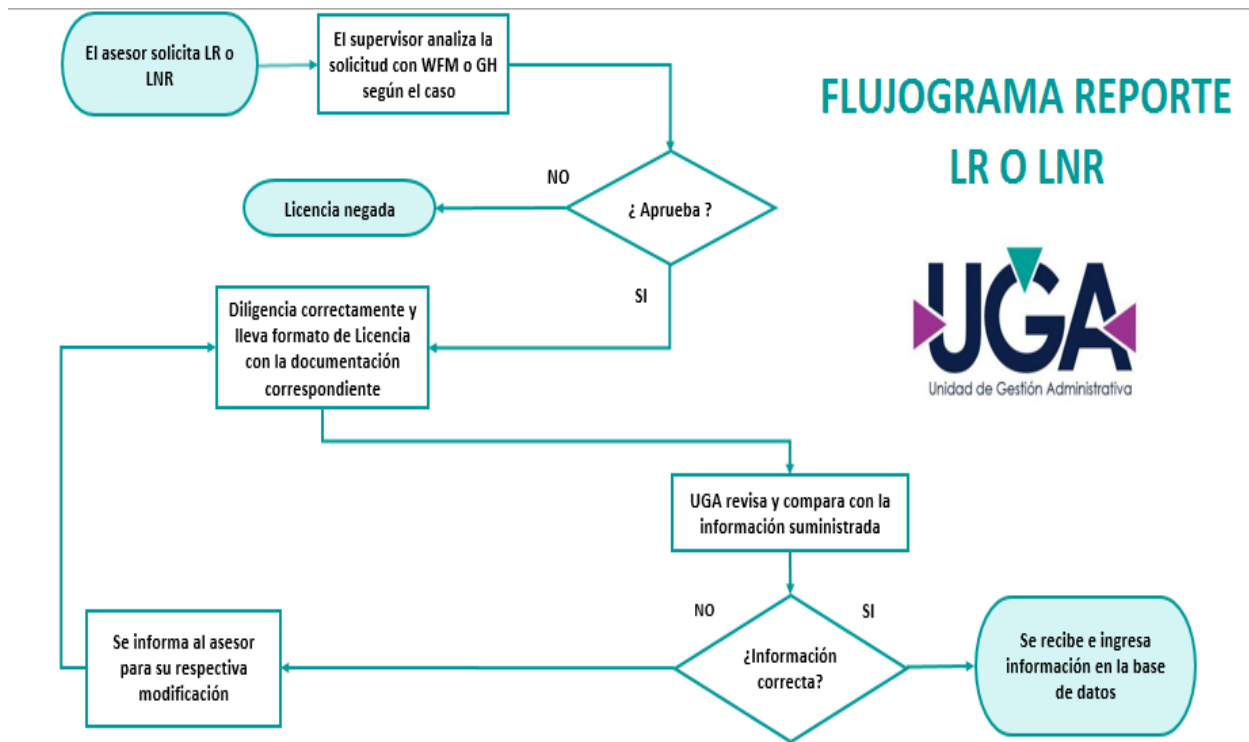 El asesor solicita LR o
LNR
El supervisor analiza la
solicitud con WFM o GH
según el caso
FLUJOGRAMA REPORTE
LR O LNR
NO
¿ Aprueba ?
Licencia negada
SI
UGA
Unidad de Gestión Administrativa
Diligencia correctamente y
lleva formato de Licencia
con la documentación
correspondiente
UGA revisa y compara con la
información suministrada
NO
SI
¿Información
correcta?
Se informa al asesor
para su respectiva
modificación
Se recibe e ingresa
información en la base
de datos